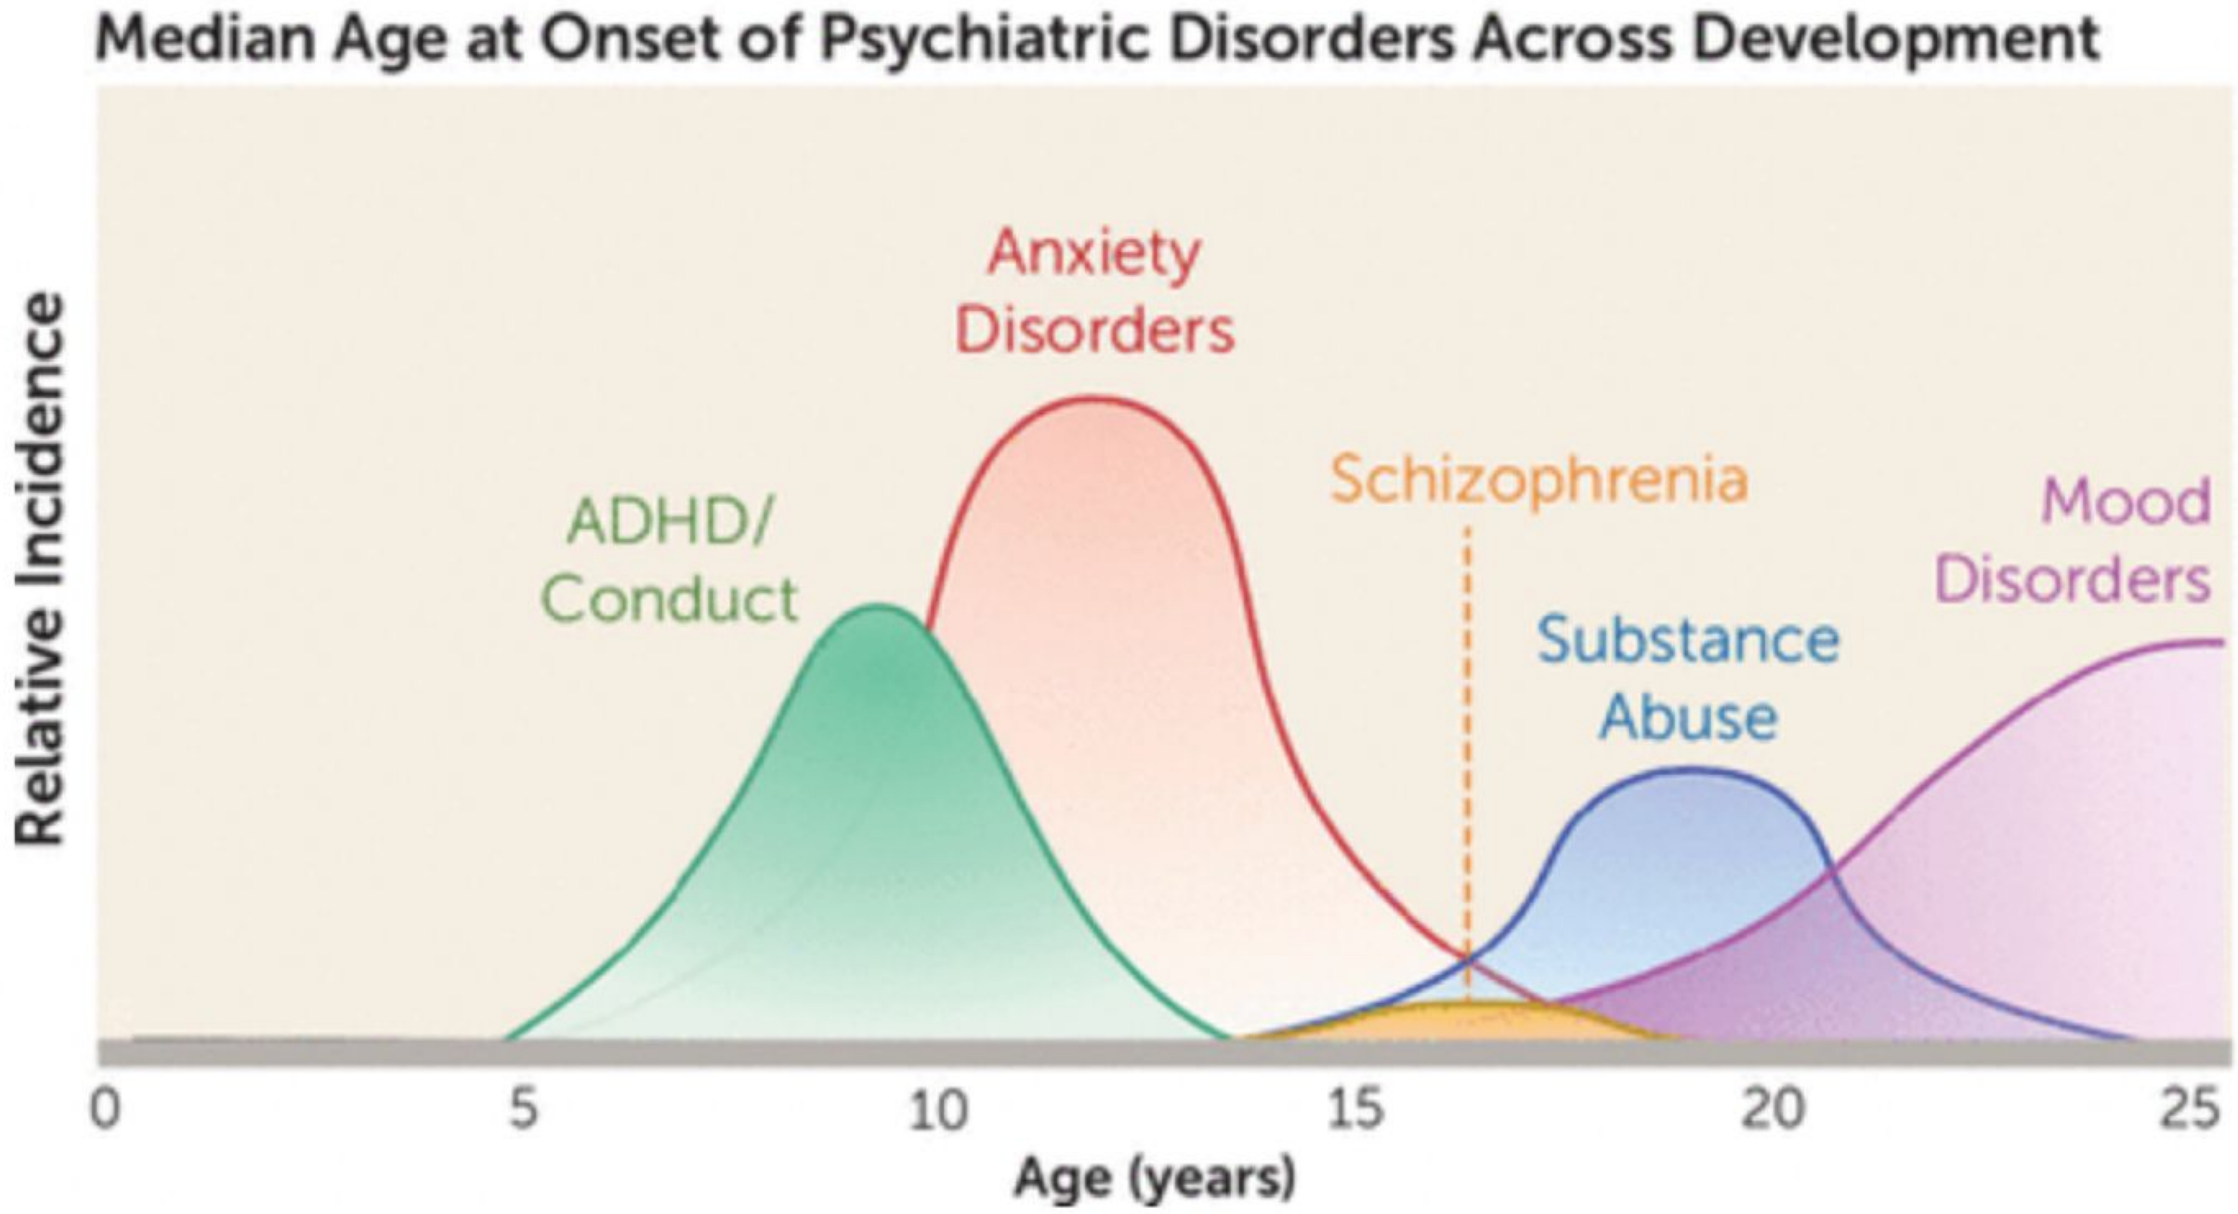 Median Age at Onset of Psychiatric Disorders Across Development
Relative Incidence
Anxiety
Disorders
ADHD/
Conduct
Schizophrenia
Mood
Disorders
Substance
Abuse
0 5 10 15 20 25
Age (years)